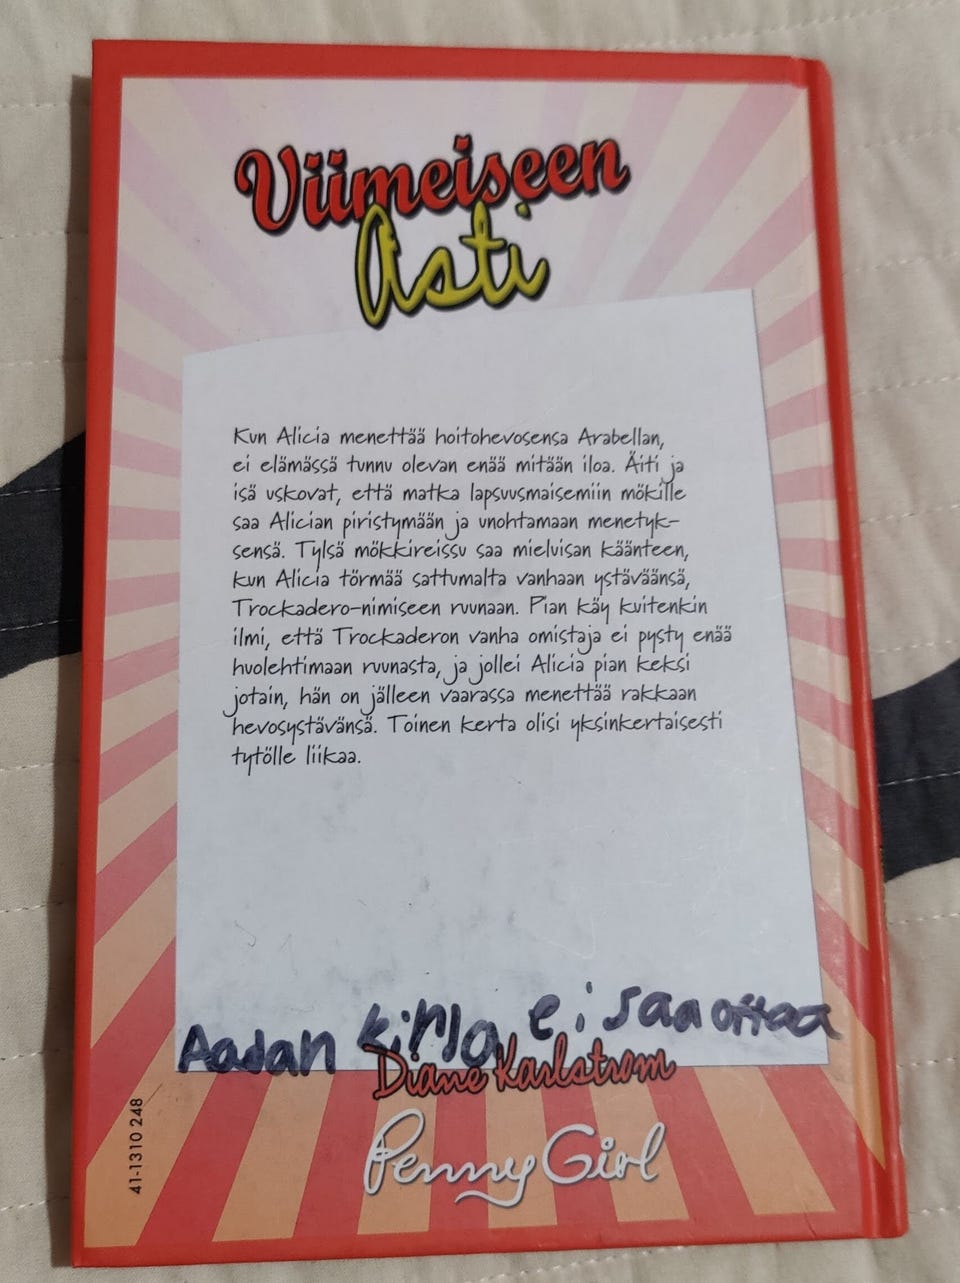 Viimeiseen
Asti
Kun Alicia menettää hoitohevosensa Arabellan,
ei elämässä tunnu olevan enää mitään iloa. Äiti ja
isä uskovat, että matka lapsuusmaisemiin mökille
saa Alician piristymään ja unohtamaan menetyk-
sensä. Tylsä mökkireissu saa mieluisan käänteen,
kun Alicia törmää sattumalta vanhaan ystäväänsä,
Trockadero-nimiseen ruunaan. Pian käy kuitenkin
ilmi, että Trockaderon vanha omistaja ei pysty enää
huolehtimaan ruunasta, ja jollei Alicia pian keksi
jotain, hän on jälleen vaarassa menettää rakkaan
hevosystävänsä. Toinen kerta olisi yksinkertaisesti
tytölle liikaa.
Aadan kirja ei saa ottaa
Diane Karlström
Penny Girl
41-1310 248